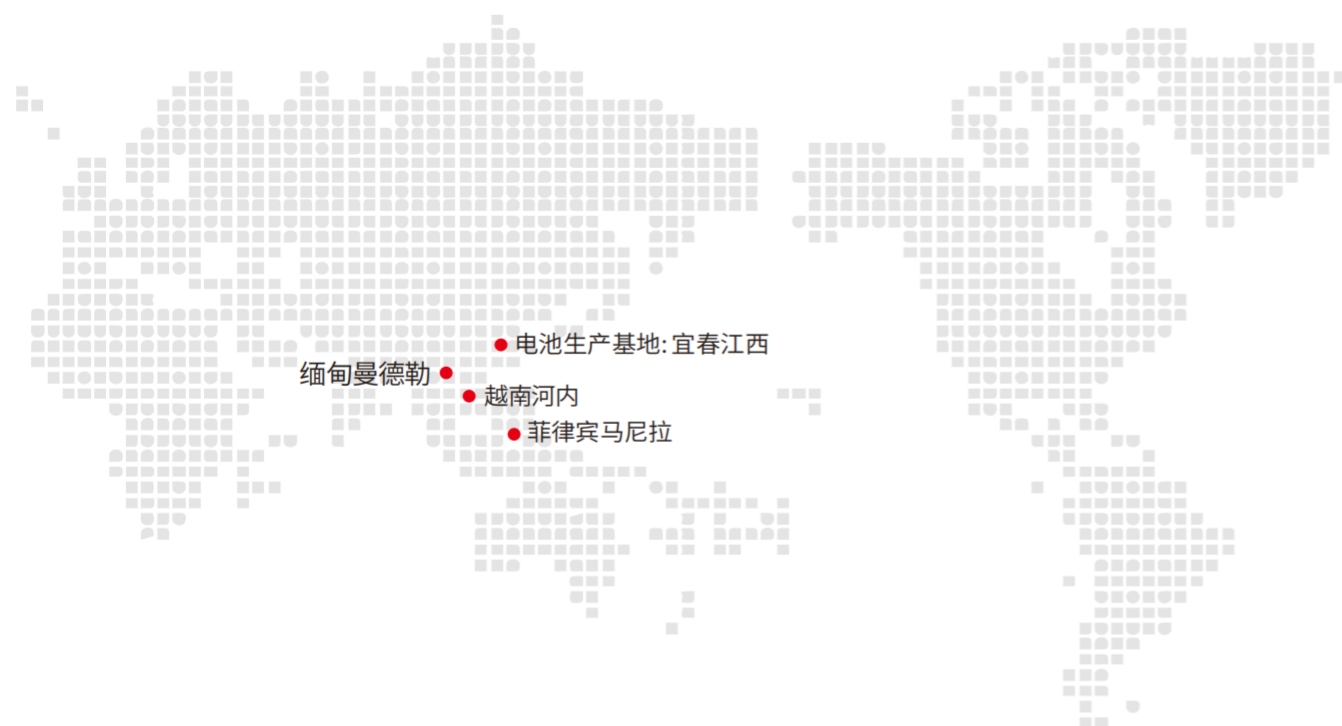 电池生产基地: 宜春江西
缅甸曼德勒
越南河内
菲律宾马尼拉